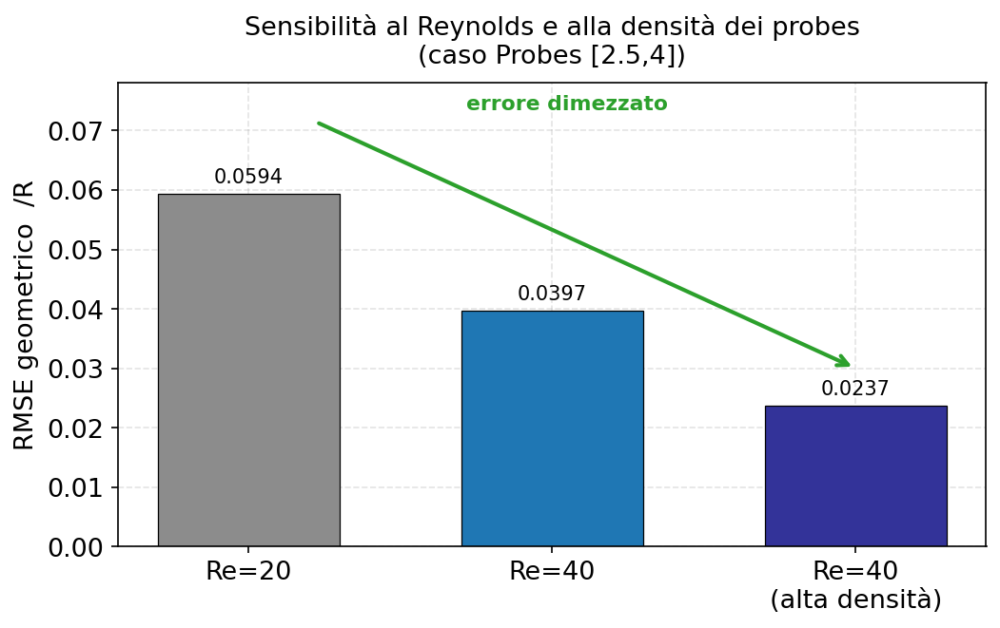 Sensibilità al Reynolds e alla densità dei probes
(caso Probes [2.5,4])
errore dimezzato
RMSE geometrico  /R
0.07
0.06
0.05
0.04
0.03
0.02
0.01
0.00
0.0594
0.0397
0.0237
Re=20
Re=40
Re=40
(alta densità)